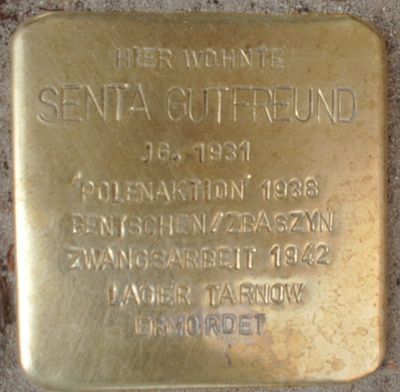 HIER WOHNTE
SENTA GUTFREUND
JG. 1931
'POLENAKTION' 1938
BENTSCHEN/ZBASZYN
ZWANGSARBEIT 1942
LAGER TARNOW
ERMORDET